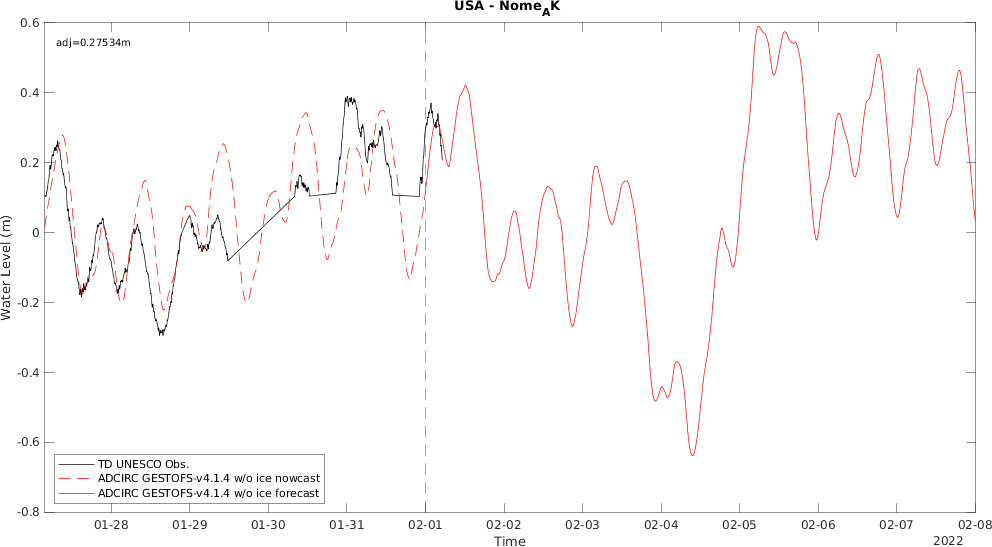 USA - Nome_AK
adj=0.27534m
0.6
0.4
0.2
0
-0.2
-0.4
-0.6
-0.8
Water Level (m)
TD UNESCO Obs.
ADCIRC GESTOFS-v4.1.4 w/o ice nowcast
ADCIRC GESTOFS-v4.1.4 w/o ice forecast
01-28 01-29 01-30 01-31 02-01 02-02 02-03 02-04 02-05 02-06 02-07 02-08
Time
2022